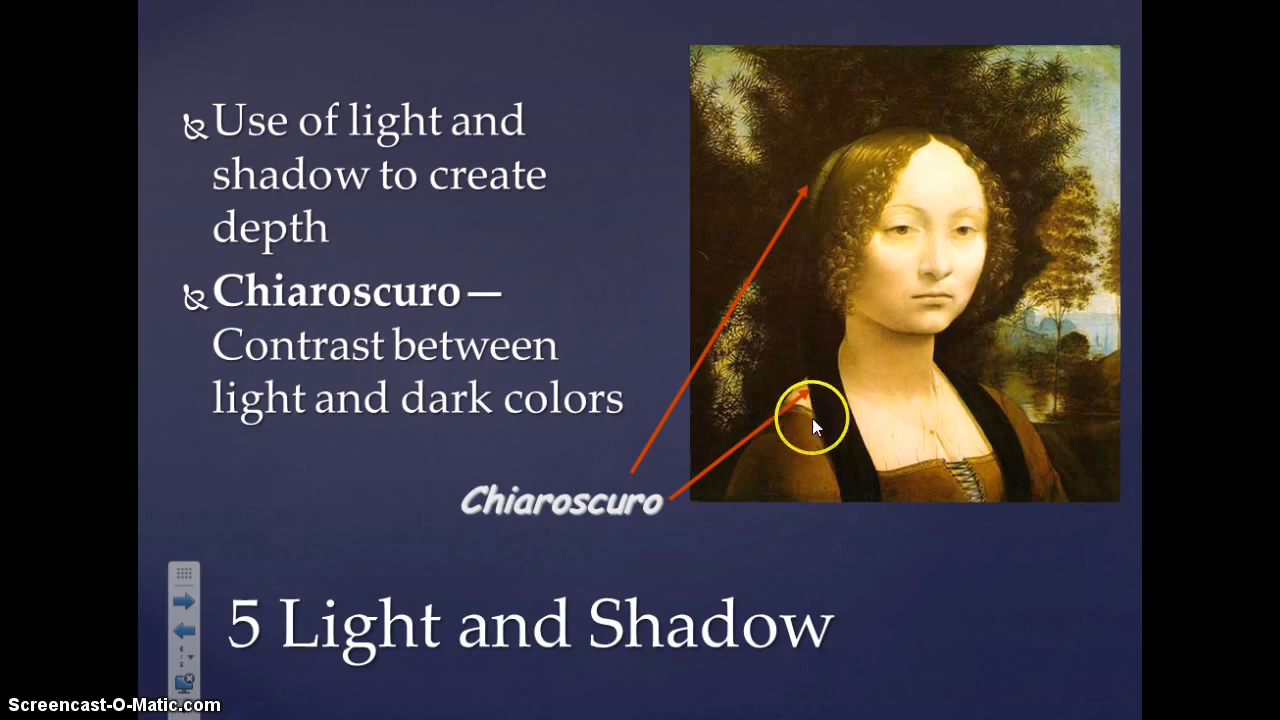 Use of light and
shadow to create
depth
Chiaroscuro—
Contrast between
light and dark colors
Chiaroscuro
5 Light and Shadow
Screencast-O-Matic.com